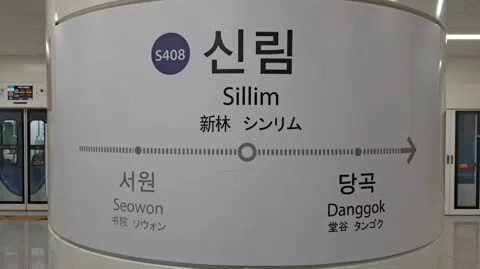 S408
신림
Sillim
新林 シンリム
서원
Seowon
书院 ソウォン
당곡
Danggok
堂谷 タンゴク